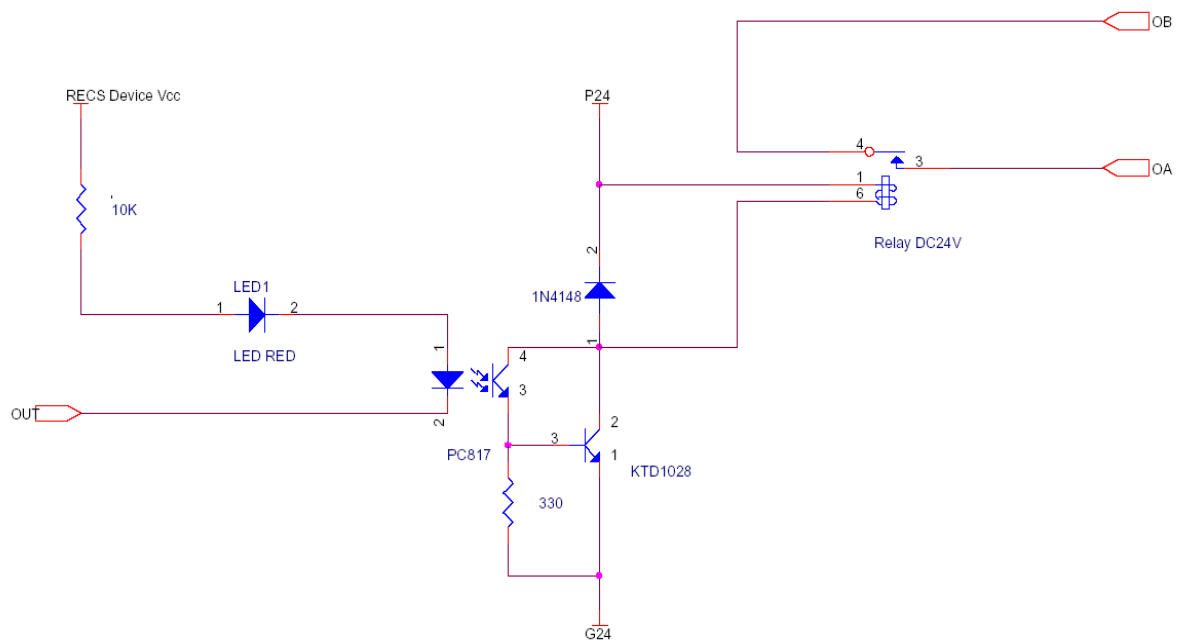 OB
RECS Device Vcc
P24
4
3
OA
1
6
10K
Relay DC24V
2
LED1
1N4148
1
2
LED RED
1
1
4
3
OUT
2
2
3
1
PC817
KTD1028
330
G24